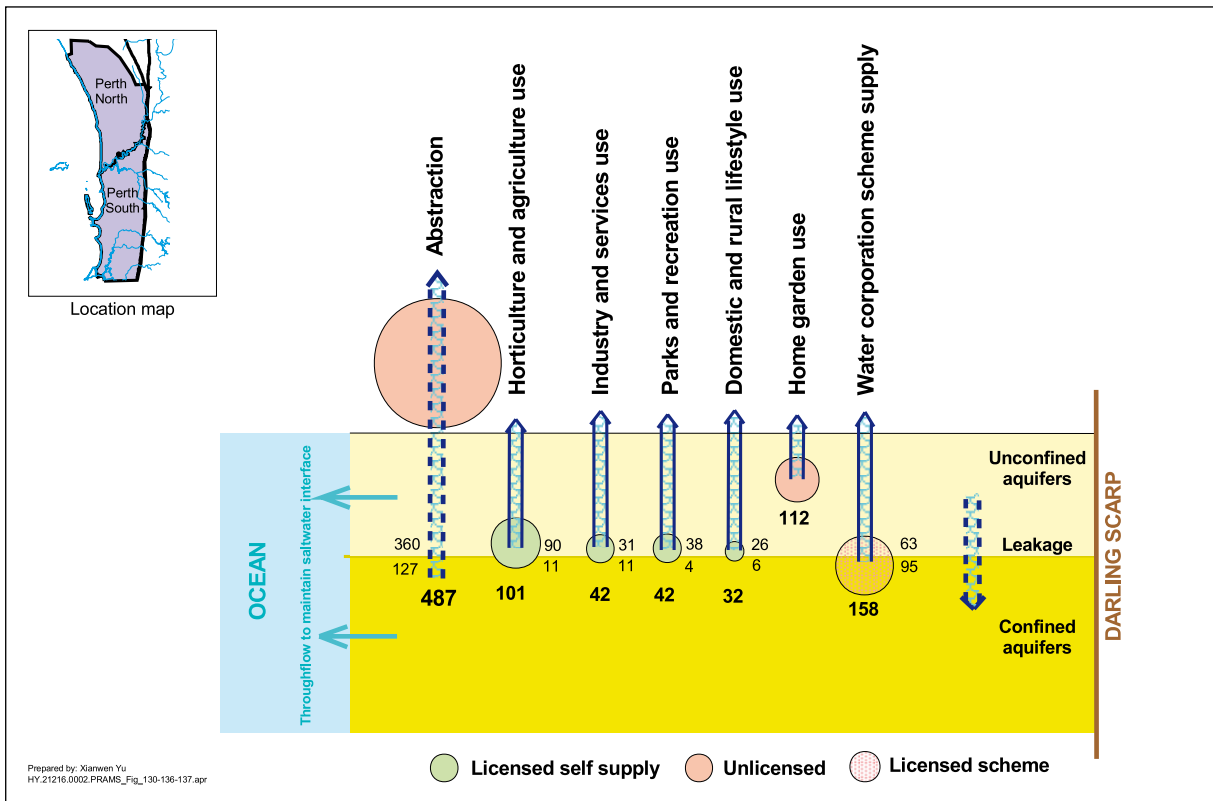 Perth
North
Perth
South
Location map
Abstraction
Horticulture and agriculture use
Industry and services use
Parks and recreation use
Domestic and rural lifestyle use
Home garden use
Water corporation scheme supply
OCEAN
Throughflow to maintain saltwater interface
Unconfined
aquifers
Leakage
Confined
aquifers
DARLING SCARP
360
127
487
90
11
101
31
11
42
38
4
42
26
6
32
112
63
95
158
Licensed self supply
Unlicensed
Licensed scheme
Prepared by: Xianwen Yu
HY.21216.0002.PRAMS_Fig_130-136-137.apr